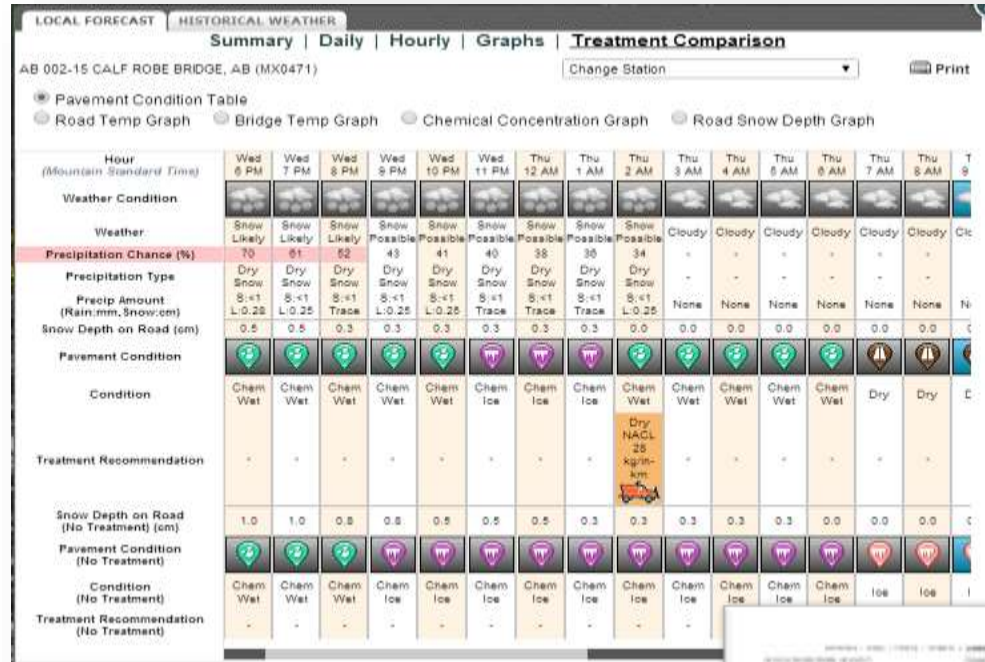 LOCAL FORECAST HISTORICAL WEATHER
Summary | Daily | Hourly | Graphs | Treatment Comparison
AB 002-15 CALF ROBE BRIDGE, AB (MX0471) Change Station Print
Pavement Condition Table
Road Temp Graph Bridge Temp Graph Chemical Concentration Graph Road Snow Depth Graph
Hour Wed Wed Wed Wed Wed Wed Thu Thu Thu Thu Thu Thu Thu Thu Thu T
(Mountain Standard Time) 6 PM 7 PM 8 PM 9 PM 10 PM 11 PM 12 AM 1 AM 2 AM 3 AM 4 AM 5 AM 6 AM 7 AM 8 AM 9
Weather Condition
Weather Snow Likely Snow Likely Snow Likely Snow Possible Snow Possible Snow Possible Snow Possible Snow Possible Snow Possible Cloudy Cloudy Cloudy Cloudy Cloudy Cloudy Clo
Precipitation Chance (%) 70 61 52 43 41 40 38 36 34 - - - - - -
Precipitation Type Dry Snow Dry Snow Dry Snow Dry Snow Dry Snow Dry Snow Dry Snow Dry Snow Dry Snow - - - - - -
Precip Amount S:<1 S:<1 S:<1 S:<1 S:<1 S:<1 S:<1 S:<1 S:<1 None None None None None None N
(Rain:mm, Snow:cm) L:0.28 L:0.25 Trace L:0.25 L:0.25 Trace Trace Trace L:0.25
Snow Depth on Road (cm) 0.5 0.5 0.3 0.3 0.3 0.3 0.3 0.3 0.0 0.0 0.0 0.0 0.0 0.0 0.0
Pavement Condition
Condition Chem Wet Chem Wet Chem Wet Chem Wet Chem Wet Chem Ice Chem Ice Chem Ice Chem Wet Chem Wet Chem Wet Chem Wet Chem Wet Dry Dry D
Treatment Recommendation - - - - - - - - Dry NACL 25 kg/ln-km - - - - - -
Snow Depth on Road
(No Treatment) (cm) 1.0 1.0 0.8 0.8 0.5 0.5 0.5 0.3 0.3 0.3 0.3 0.3 0.0 0.0 0.0
Pavement Condition
(No Treatment)
Condition
(No Treatment) Chem Wet Chem Wet Chem Wet Chem Ice Chem Ice Chem Ice Chem Ice Chem Ice Chem Ice Chem Ice Chem Ice Chem Ice Chem Ice Ice Ice I
Treatment Recommendation
(No Treatment) - - - - - - - -